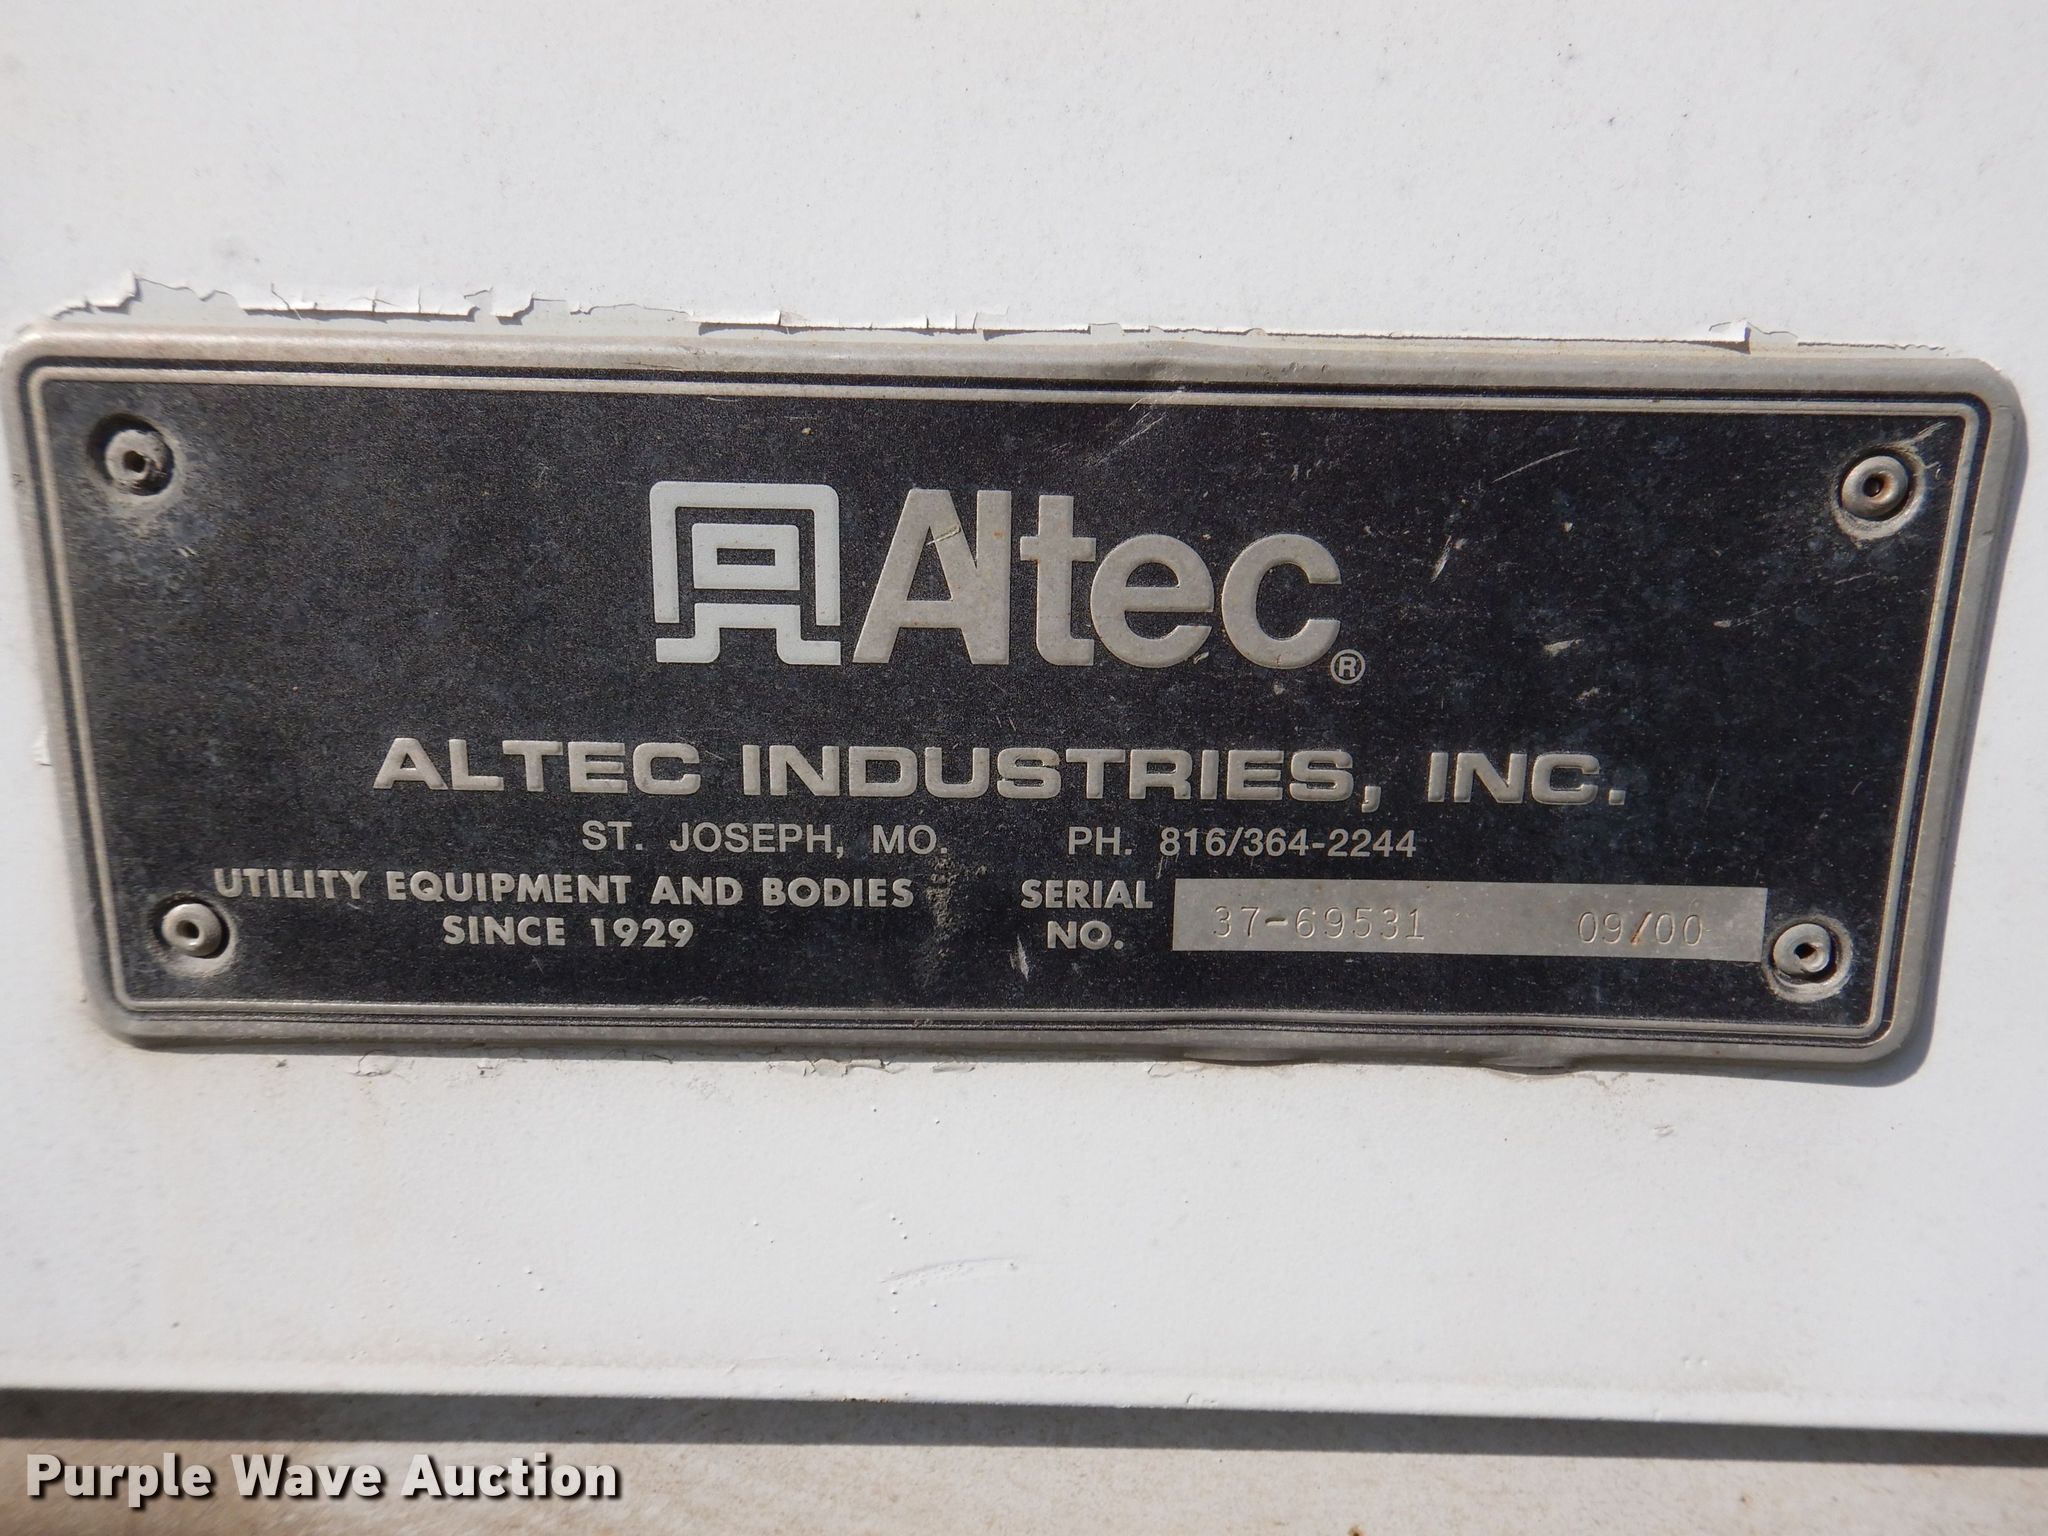 Altec®
ALTEC INDUSTRIES, INC.
ST. JOSEPH, MO. PH. 816/364-2244
UTILITY EQUIPMENT AND BODIES
SINCE 1929
SERIAL
NO.
37-69531 09/00
Purple Wave Auction